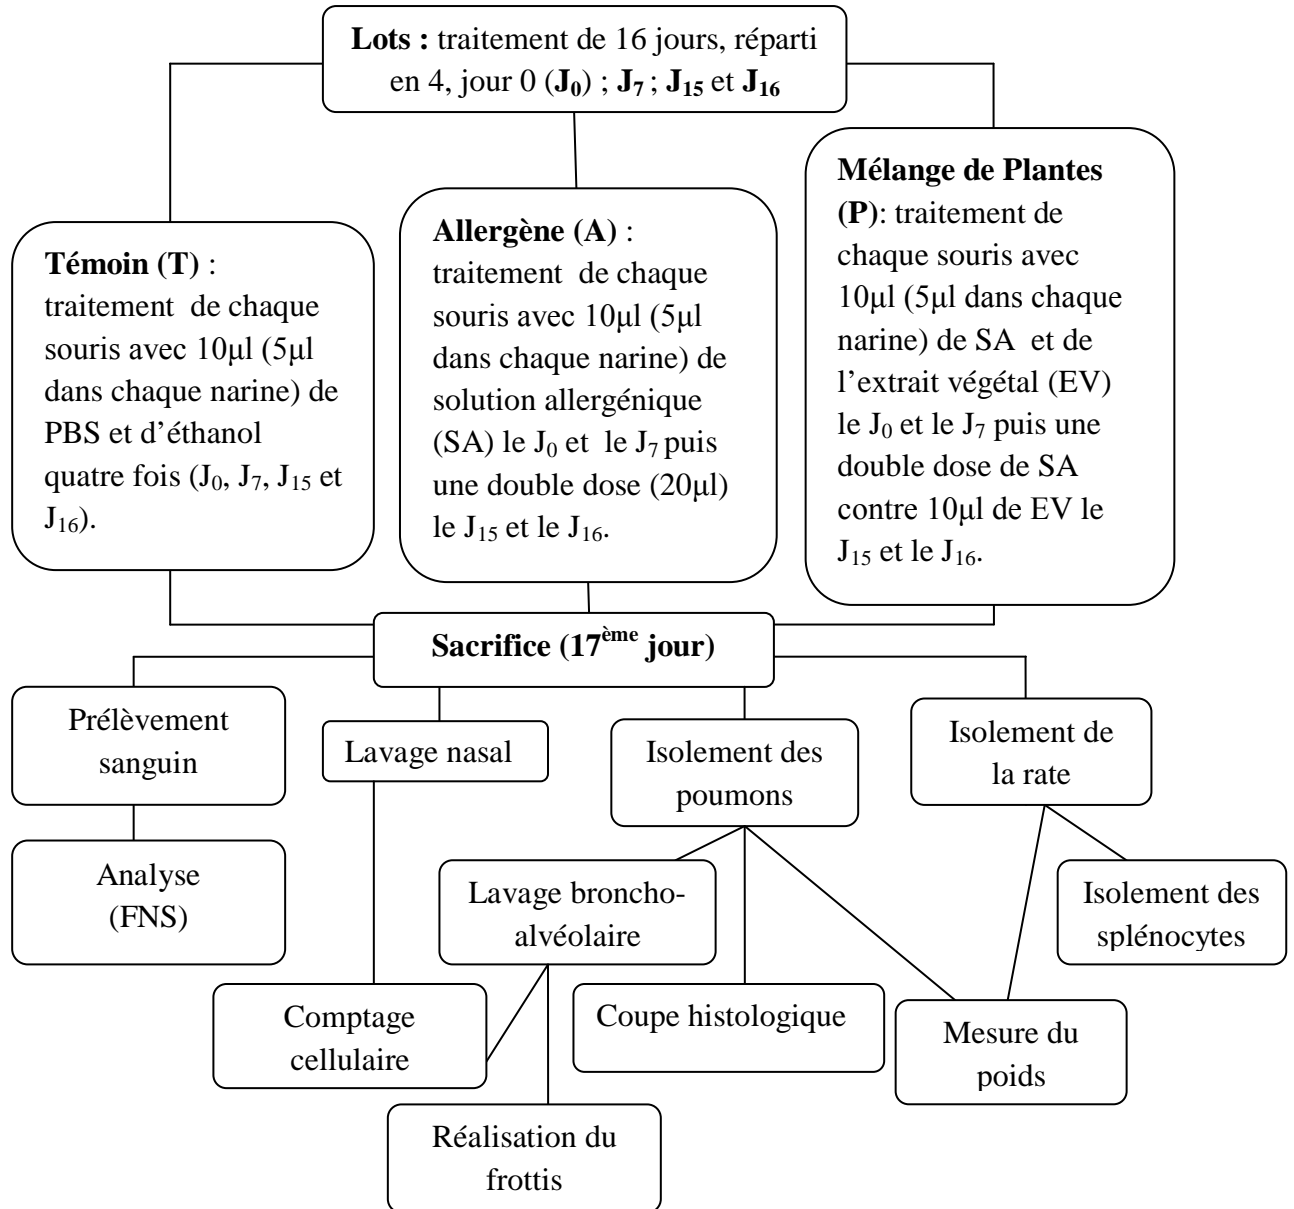 Lots : traitement de 16 jours, réparti
en 4, jour 0 (J0) ; J7 ; J15 et J16
Témoin (T) :
traitement de chaque
souris avec 10µl (5µl
dans chaque narine) de
PBS et d’éthanol
quatre fois (J0, J7, J15 et
J16).
Allergène (A) :
traitement de chaque
souris avec 10µl (5µl
dans chaque narine) de
solution allergénique
(SA) le J0 et le J7 puis
une double dose (20µl)
le J15 et le J16.
Mélange de Plantes
(P): traitement de
chaque souris avec
10µl (5µl dans chaque
narine) de SA et de
l’extrait végétal (EV)
le J0 et le J7 puis une
double dose de SA
contre 10µl de EV le
J15 et le J16.
Sacrifice (17ème jour)
Prélèvement
sanguin
Lavage nasal
Isolement des
poumons
Isolement de
la rate
Analyse
(FNS)
Lavage broncho-
alvéolaire
Isolement des
splénocytes
Comptage
cellulaire
Coupe histologique
Mesure du
poids
Réalisation du
frottis